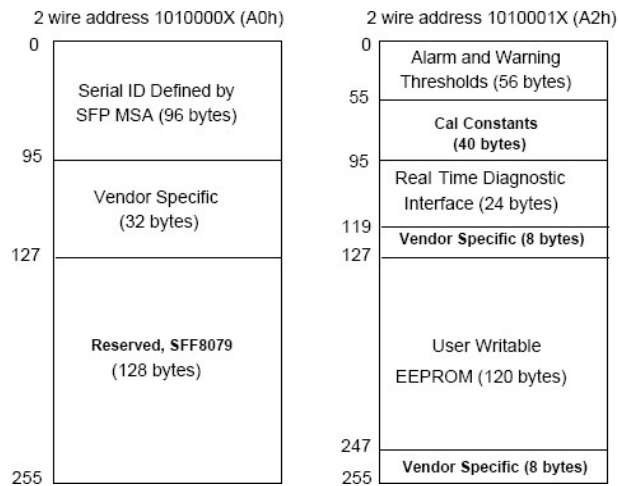 2 wire address 1010000X (A0h)
0
Serial ID Defined by
SFP MSA (96 bytes)
95
Vendor Specific
(32 bytes)
127
Reserved, SFF8079
(128 bytes)
255
2 wire address 1010001X (A2h)
0
Alarm and Warning
Thresholds (56 bytes)
55
Cal Constants
(40 bytes)
95
Real Time Diagnostic
Interface (24 bytes)
119
Vendor Specific (8 bytes)
127
User Writable
EEPROM (120 bytes)
247
Vendor Specific (8 bytes)
255